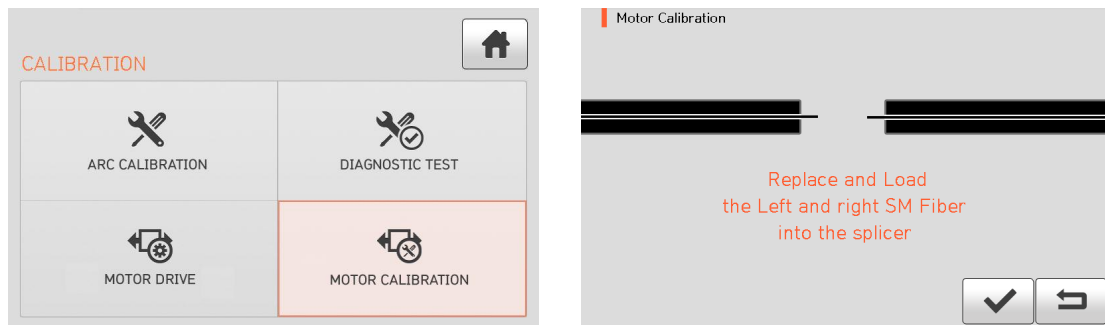 CALIBRATION
ARC CALIBRATION
DIAGNOSTIC TEST
MOTOR DRIVE
MOTOR CALIBRATION
Motor Calibration
Replace and Load
the Left and right SM Fiber
into the splicer